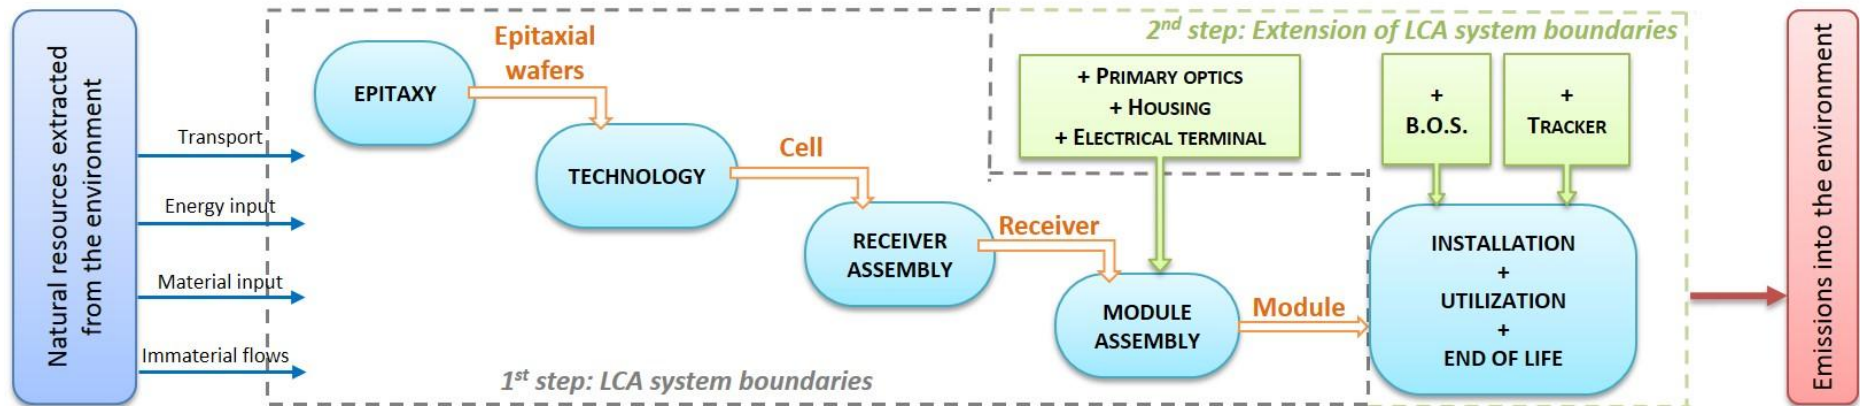 Natural resources extracted
from the environment
Transport
Energy input
Material input
Immaterial flows
EPITAXY
Epitaxial
wafers
TECHNOLOGY
Cell
RECEIVER
ASSEMBLY
Receiver
MODULE
ASSEMBLY
Module
1st step: LCA system boundaries
2nd step: Extension of LCA system boundaries
+ PRIMARY OPTICS
+ HOUSING
+ ELECTRICAL TERMINAL
+
B.O.S.
+
TRACKER
INSTALLATION
+
UTILIZATION
+
END OF LIFE
Emissions into the environment